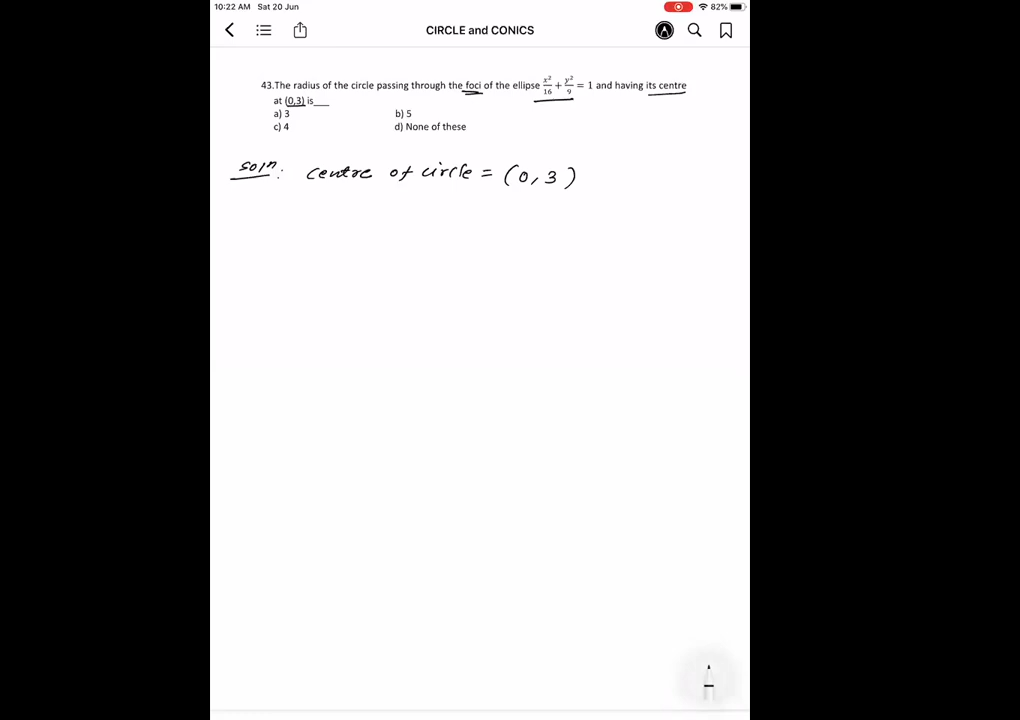 10:22 AM Sat 20 Jun 82%
CIRCLE and CONICS
43.The radius of the circle passing through the foci of the ellipse x²/16 + y²/9 = 1 and having its centre
at (0,3) is___
a) 3 b) 5
c) 4 d) None of these
Soln: centre of circle = (0, 3)